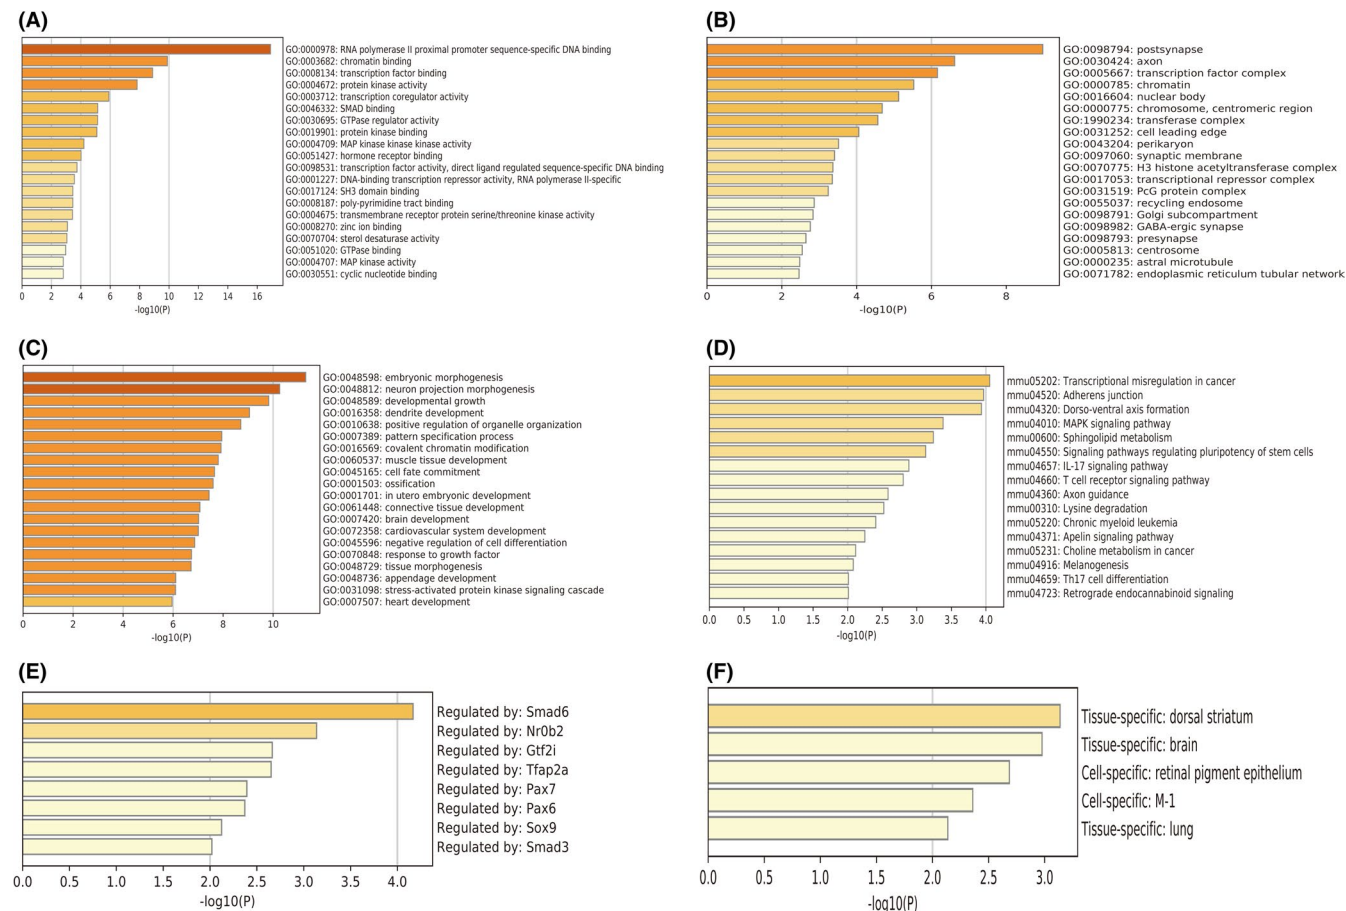 (A)
GO:0000978: RNA polymerase II proximal promoter sequence-specific DNA binding
GO:0003682: chromatin binding
GO:0008134: transcription factor binding
GO:0004672: protein kinase activity
GO:0003712: transcription coregulator activity
GO:0046332: SMAD binding
GO:0030695: GTPase regulator activity
GO:0019901: protein kinase binding
GO:0004709: MAP kinase kinase kinase activity
GO:0051427: hormone receptor binding
GO:0098531: transcription factor activity, direct ligand regulated sequence-specific DNA binding
GO:0001227: DNA-binding transcription repressor activity, RNA polymerase II-specific
GO:0017124: SH3 domain binding
GO:0008187: poly-pyrimidine tract binding
GO:0004675: transmembrane receptor protein serine/threonine kinase activity
GO:0008270: zinc ion binding
GO:0070704: sterol desaturase activity
GO:0051020: GTPase binding
GO:0004707: MAP kinase activity
GO:0030551: cyclic nucleotide binding
0 2 4 6 8 10 12 14 16
-log10(P)
(B)
GO:0098794: postsynapse
GO:0030424: axon
GO:0005667: transcription factor complex
GO:0000785: chromatin
GO:0016604: nuclear body
GO:0000775: chromosome, centromeric region
GO:1990234: transferase complex
GO:0031252: cell leading edge
GO:0043204: perikaryon
GO:0097060: synaptic membrane
GO:0070775: H3 histone acetyltransferase complex
GO:0017053: transcriptional repressor complex
GO:0031519: PcG protein complex
GO:0055037: recycling endosome
GO:0098791: Golgi subcompartment
GO:0098982: GABA-ergic synapse
GO:0098793: presynapse
GO:0005813: centrosome
GO:0000235: astral microtubule
GO:0071782: endoplasmic reticulum tubular network
0 2 4 6 8
-log10(P)
(C)
GO:0048598: embryonic morphogenesis
GO:0048812: neuron projection morphogenesis
GO:0048589: developmental growth
GO:0016358: dendrite development
GO:0010638: positive regulation of organelle organization
GO:0007389: pattern specification process
GO:0016569: covalent chromatin modification
GO:0060537: muscle tissue development
GO:0045165: cell fate commitment
GO:0001503: ossification
GO:0001701: in utero embryonic development
GO:0061448: connective tissue development
GO:0007420: brain development
GO:0072358: cardiovascular system development
GO:0045596: negative regulation of cell differentiation
GO:0070848: response to growth factor
GO:0048729: tissue morphogenesis
GO:0048736: appendage development
GO:0031098: stress-activated protein kinase signaling cascade
GO:0007507: heart development
0 2 4 6 8 10
-log10(P)
(D)
mmu05202: Transcriptional misregulation in cancer
mmu04520: Adherens junction
mmu04320: Dorso-ventral axis formation
mmu04010: MAPK signaling pathway
mmu00600: Sphingolipid metabolism
mmu04550: Signaling pathways regulating pluripotency of stem cells
mmu04657: IL-17 signaling pathway
mmu04660: T cell receptor signaling pathway
mmu04360: Axon guidance
mmu00310: Lysine degradation
mmu05220: Chronic myeloid leukemia
mmu04371: Apelin signaling pathway
mmu05231: Choline metabolism in cancer
mmu04916: Melanogenesis
mmu04659: Th17 cell differentiation
mmu04723: Retrograde endocannabinoid signaling
0.0 0.5 1.0 1.5 2.0 2.5 3.0 3.5 4.0
-log10(P)
(E)
Regulated by: Smad6
Regulated by: Nr0b2
Regulated by: Gtf2i
Regulated by: Tfap2a
Regulated by: Pax7
Regulated by: Pax6
Regulated by: Sox9
Regulated by: Smad3
0.0 0.5 1.0 1.5 2.0 2.5 3.0 3.5 4.0
-log10(P)
(F)
Tissue-specific: dorsal striatum
Tissue-specific: brain
Cell-specific: retinal pigment epithelium
Cell-specific: M-1
Tissue-specific: lung
0.0 0.5 1.0 1.5 2.0 2.5 3.0
-log10(P)